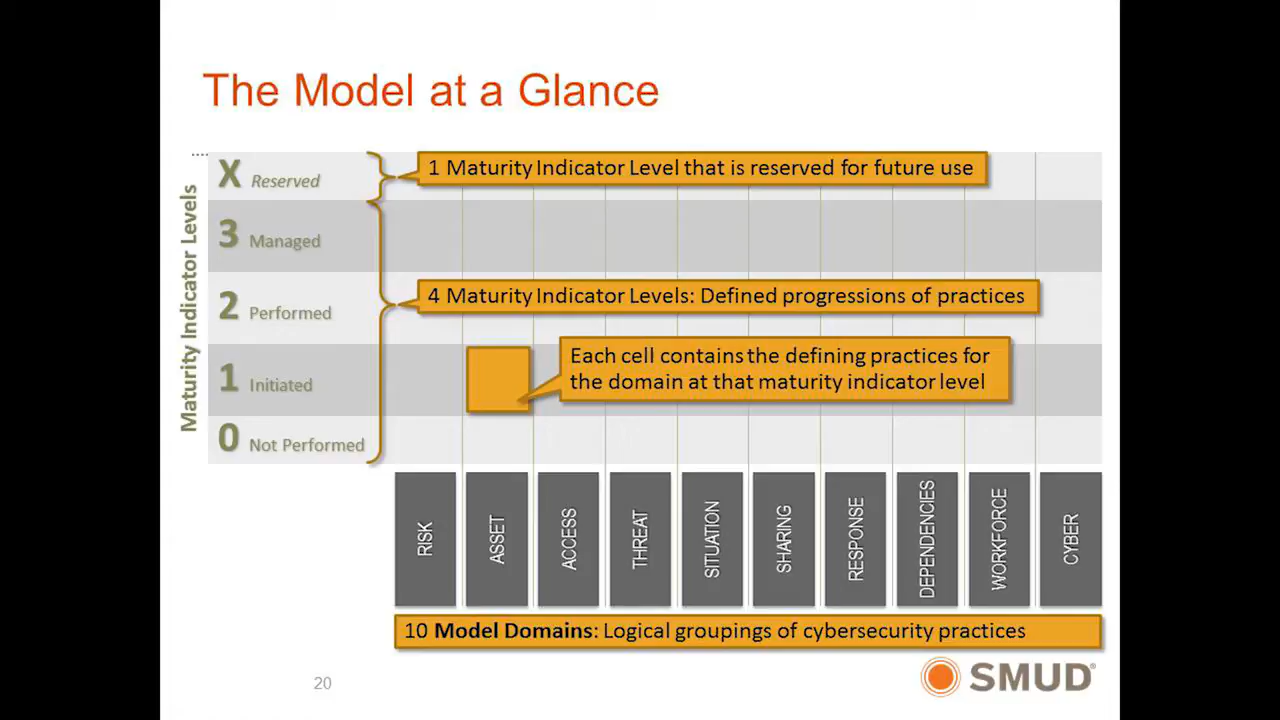 The Model at a Glance
Maturity Indicator Levels
X Reserved
1 Maturity Indicator Level that is reserved for future use
3 Managed
2 Performed
4 Maturity Indicator Levels: Defined progressions of practices
1 Initiated
Each cell contains the defining practices for
the domain at that maturity indicator level
0 Not Performed
RISK
ASSET
ACCESS
THREAT
SITUATION
SHARING
RESPONSE
DEPENDENCIES
WORKFORCE
CYBER
10 Model Domains: Logical groupings of cybersecurity practices
20
SMUD®